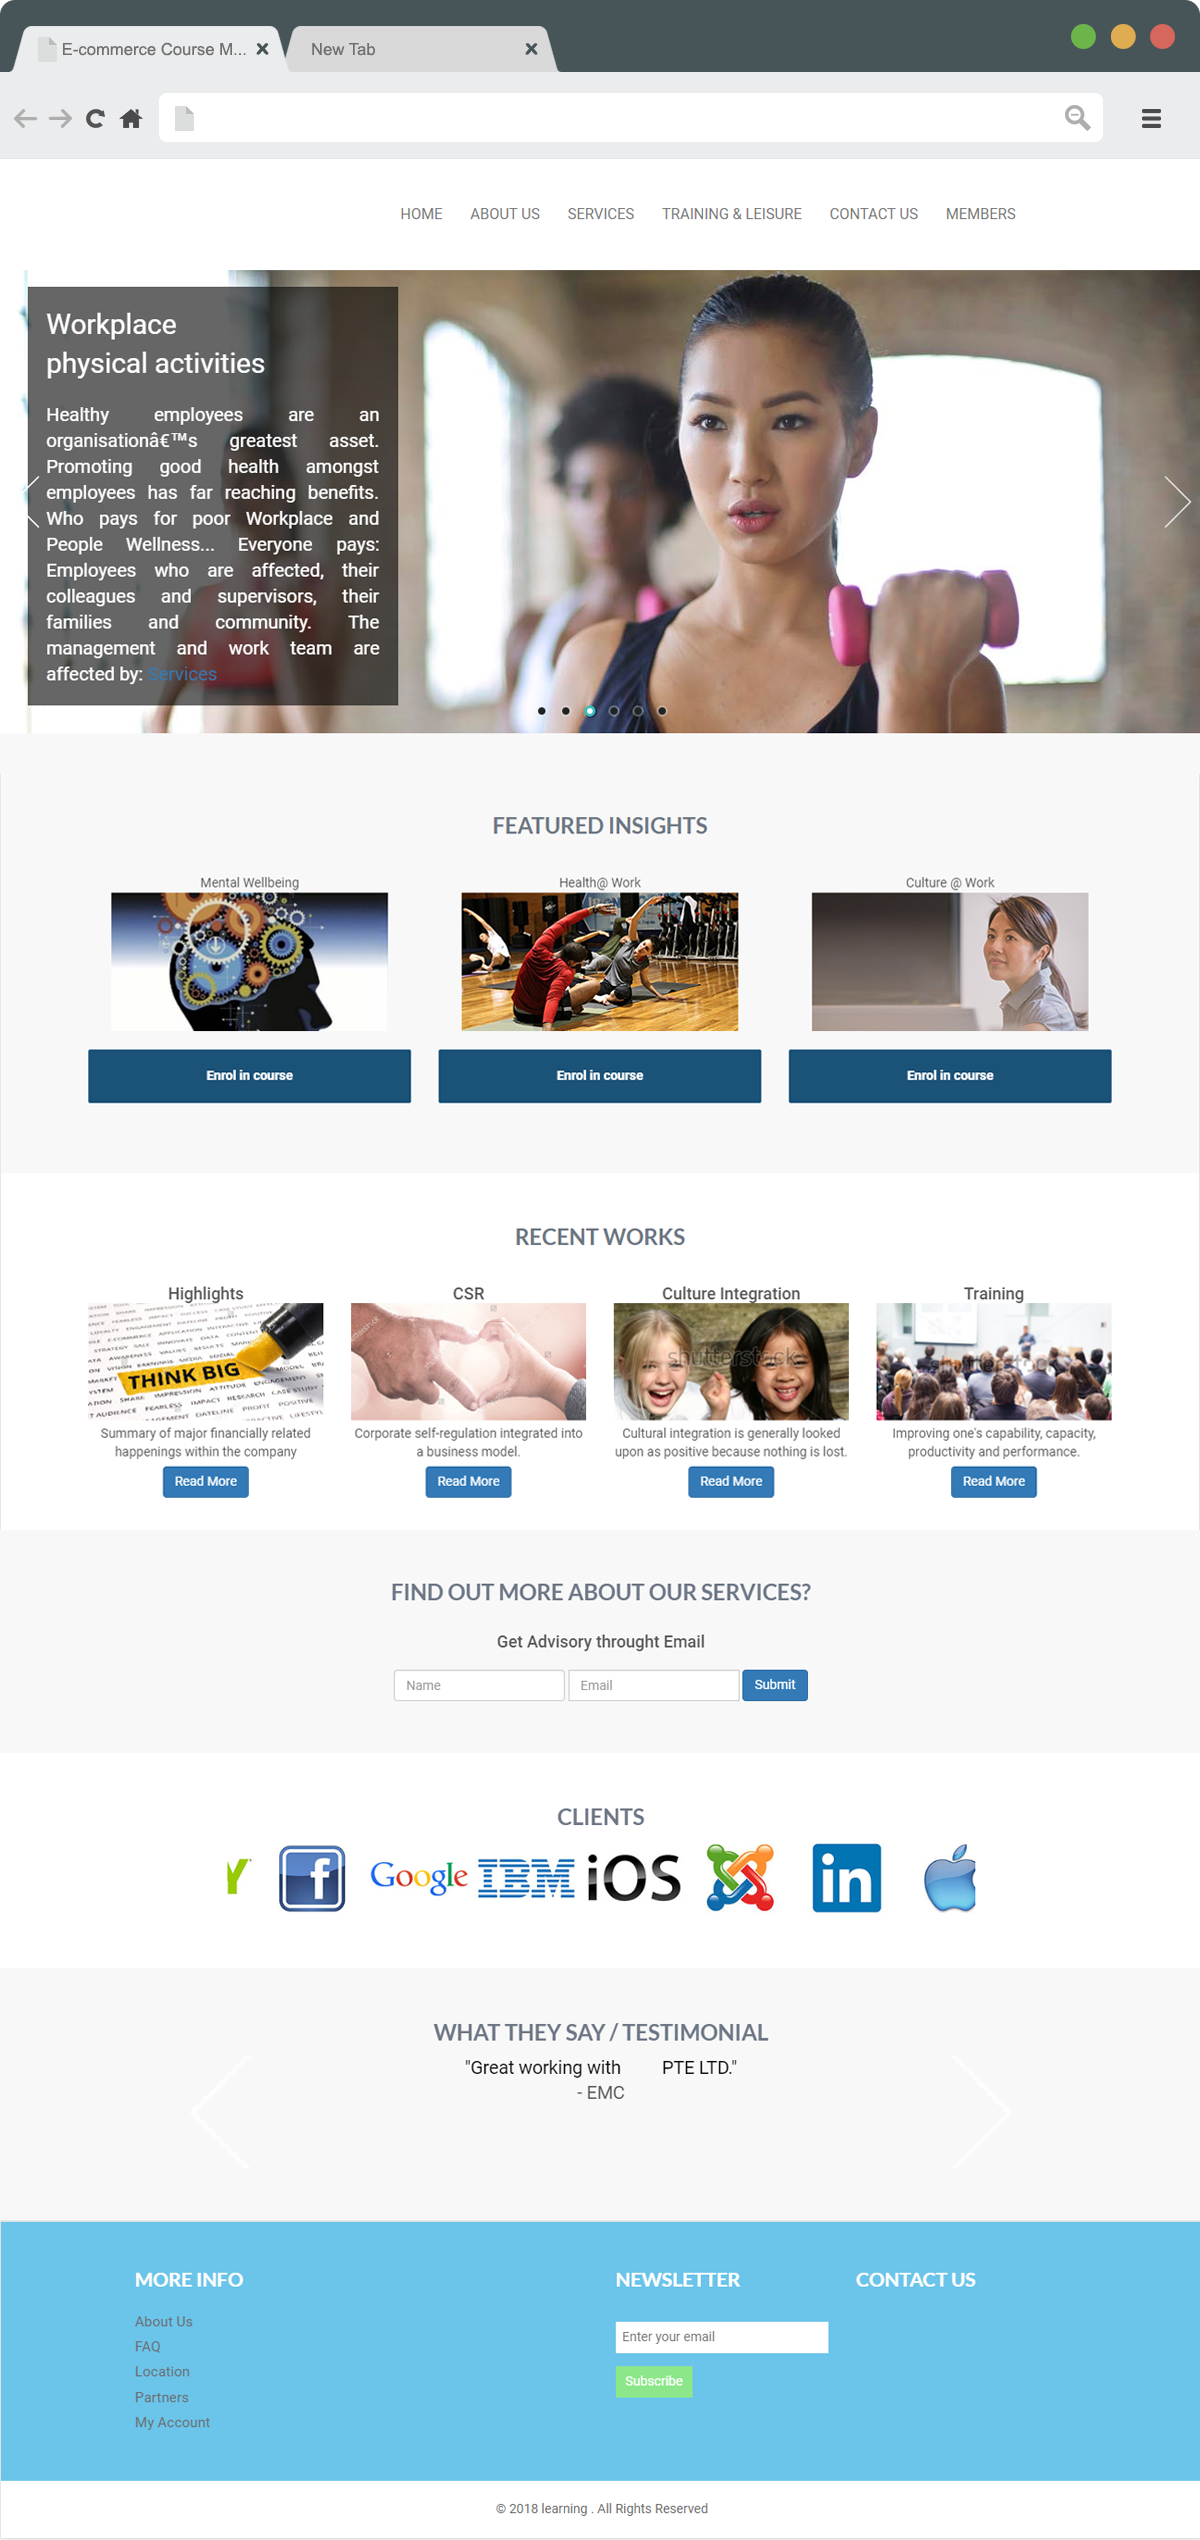 E-commerce Course M...
New Tab
HOME ABOUT US SERVICES TRAINING & LEISURE CONTACT US MEMBERS
Workplace
physical activities
Healthy employees are an
organisationâ€™s greatest asset.
Promoting good health amongst
employees has far reaching benefits.
Who pays for poor Workplace and
People Wellness... Everyone pays:
Employees who are affected, their
colleagues and supervisors, their
families and community. The
management and work team are
affected by: Services
FEATURED INSIGHTS
Mental Wellbeing
Health@ Work
Culture @ Work
Enrol in course
Enrol in course
Enrol in course
RECENT WORKS
Highlights
CSR
Culture Integration
Training
THINK BIG
shutterstock
Summary of major financially related
happenings within the company
Read More
Corporate self-regulation integrated into
a business model.
Read More
Cultural integration is generally looked
upon as positive because nothing is lost.
Read More
Improving one's capability, capacity,
productivity and performance.
Read More
FIND OUT MORE ABOUT OUR SERVICES?
Get Advisory throught Email
Name
Email
Submit
CLIENTS
Y f Google IBM iOS in
WHAT THEY SAY / TESTIMONIAL
"Great working with PTE LTD."
- EMC
MORE INFO
About Us
FAQ
Location
Partners
My Account
NEWSLETTER
Enter your email
Subscribe
CONTACT US
© 2018 learning . All Rights Reserved